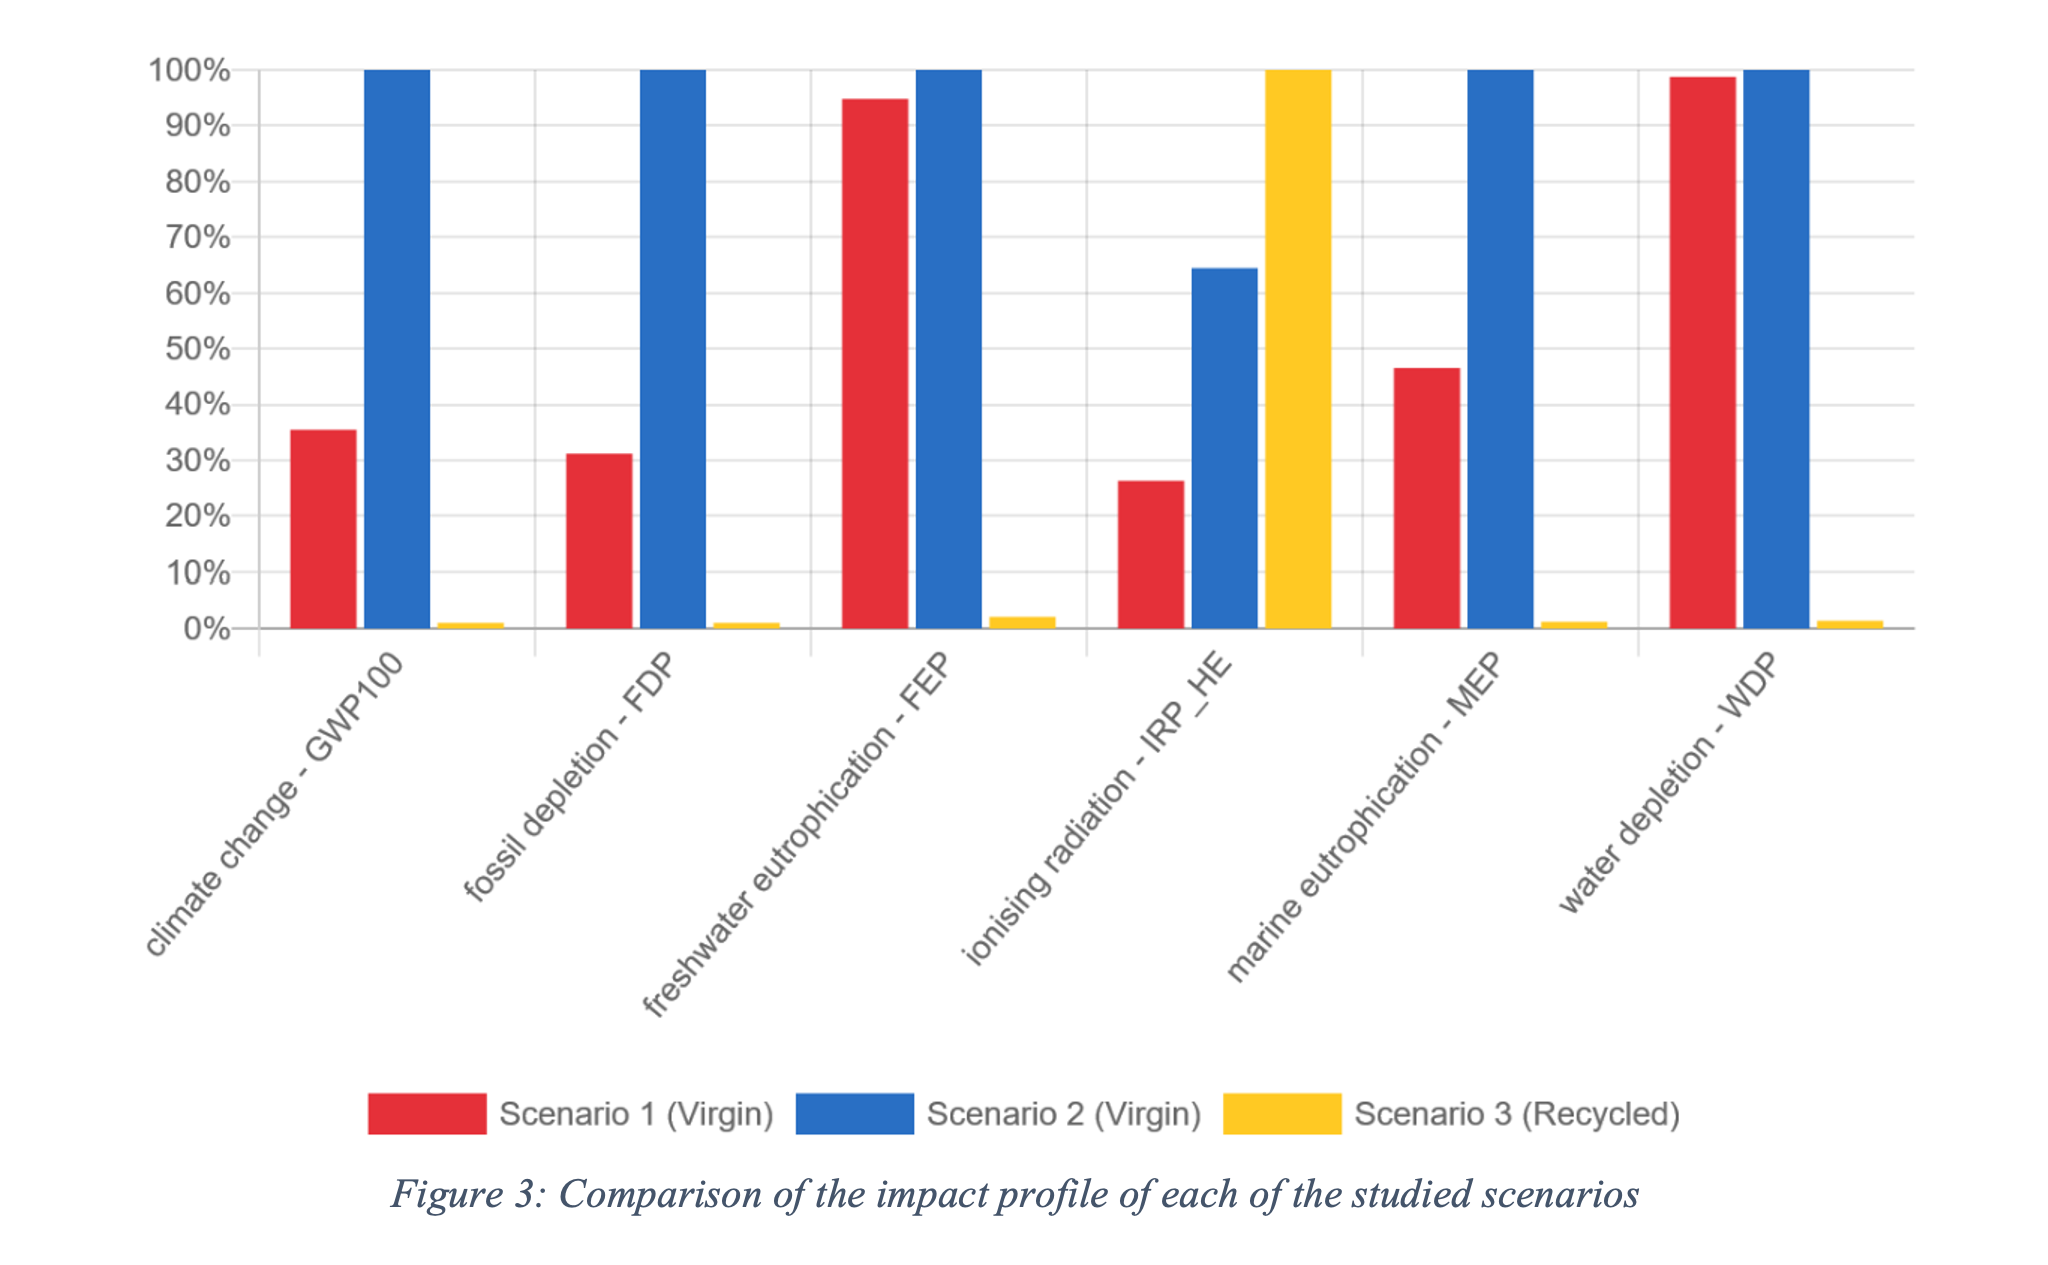 100%
90%
80%
70%
60%
50%
40%
30%
20%
10%
0%
climate change - GWP100
fossil depletion - FDP
freshwater eutrophication - FEP
ionising radiation - IRP_HE
marine eutrophication - MEP
water depletion - WDP
Scenario 1 (Virgin)
Scenario 2 (Virgin)
Scenario 3 (Recycled)
Figure 3: Comparison of the impact profile of each of the studied scenarios